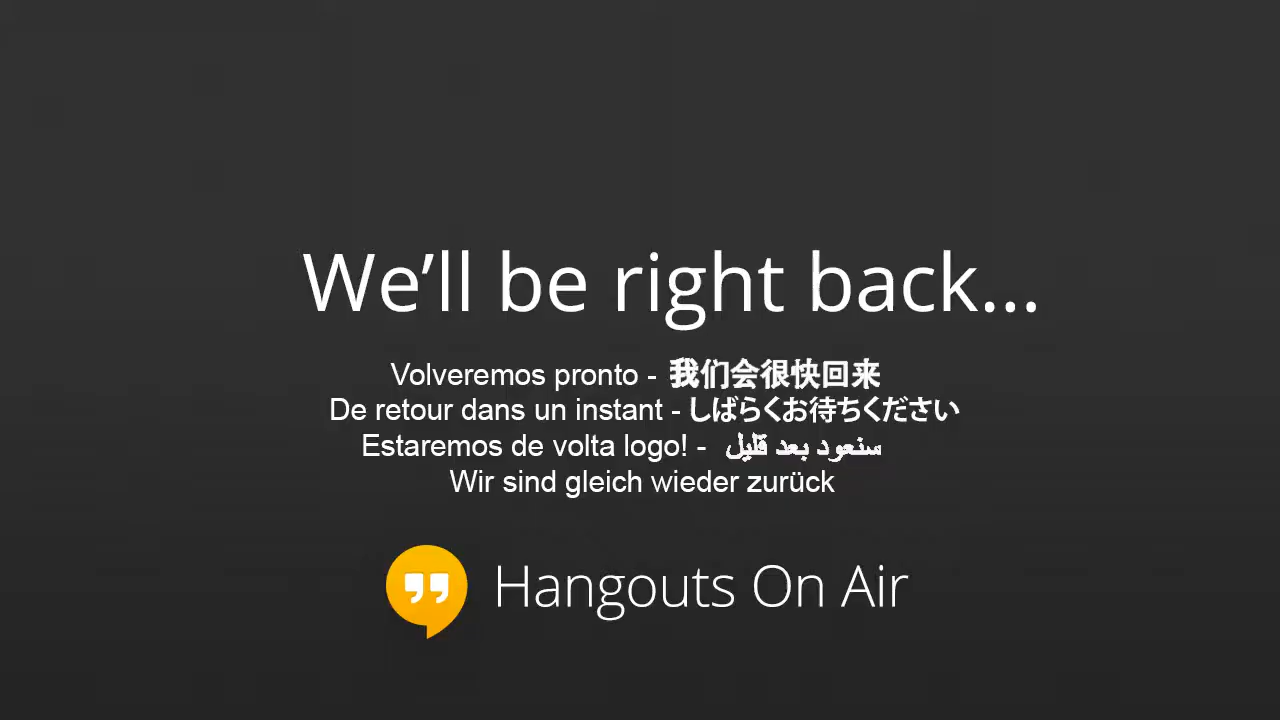 We’ll be right back...
Volveremos pronto - 我们会很快回来
De retour dans un instant - しばらくお待ちください
Estaremos de volta logo! - سنعود بعد قليل
Wir sind gleich wieder zurück
Hangouts On Air